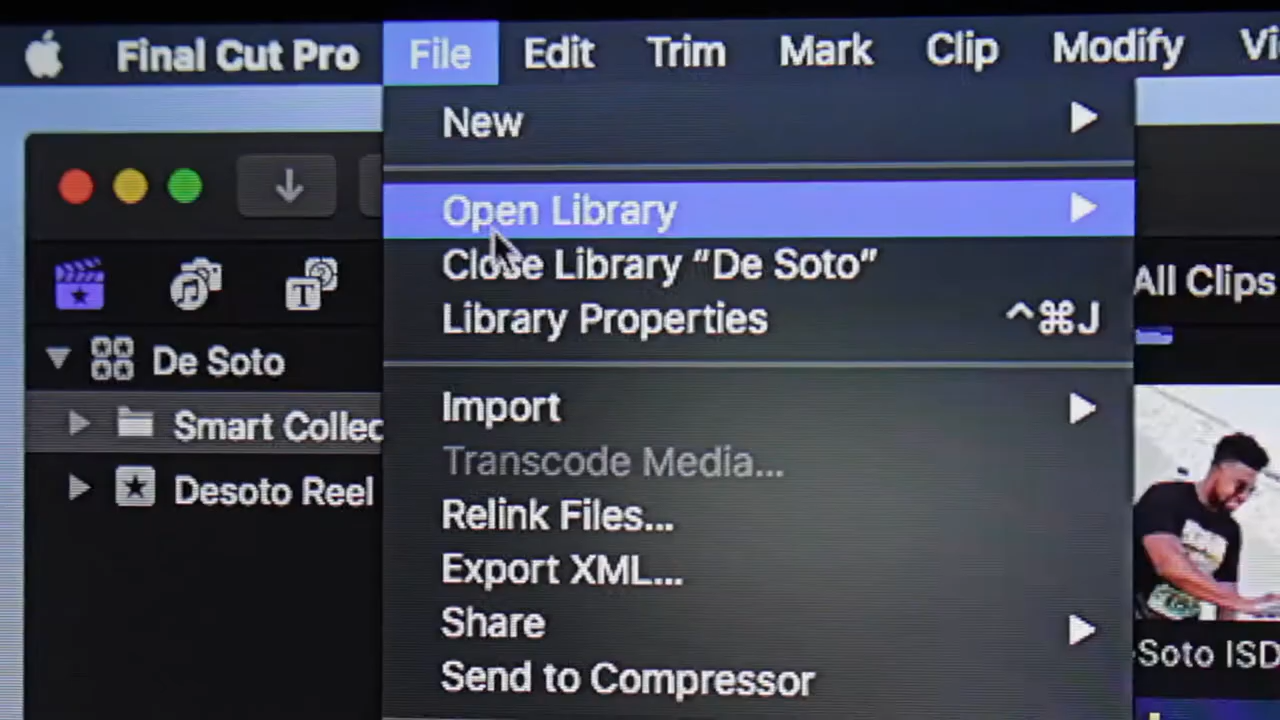 Final Cut Pro File Edit Trim Mark Clip Modify Vi
New
Open Library
Close Library “De Soto”
Library Properties ^⌘J
All Clips
De Soto
Import
Smart Collec
Transcode Media...
Desoto Reel
Relink Files...
Export XML...
Share
Soto ISD
Send to Compressor